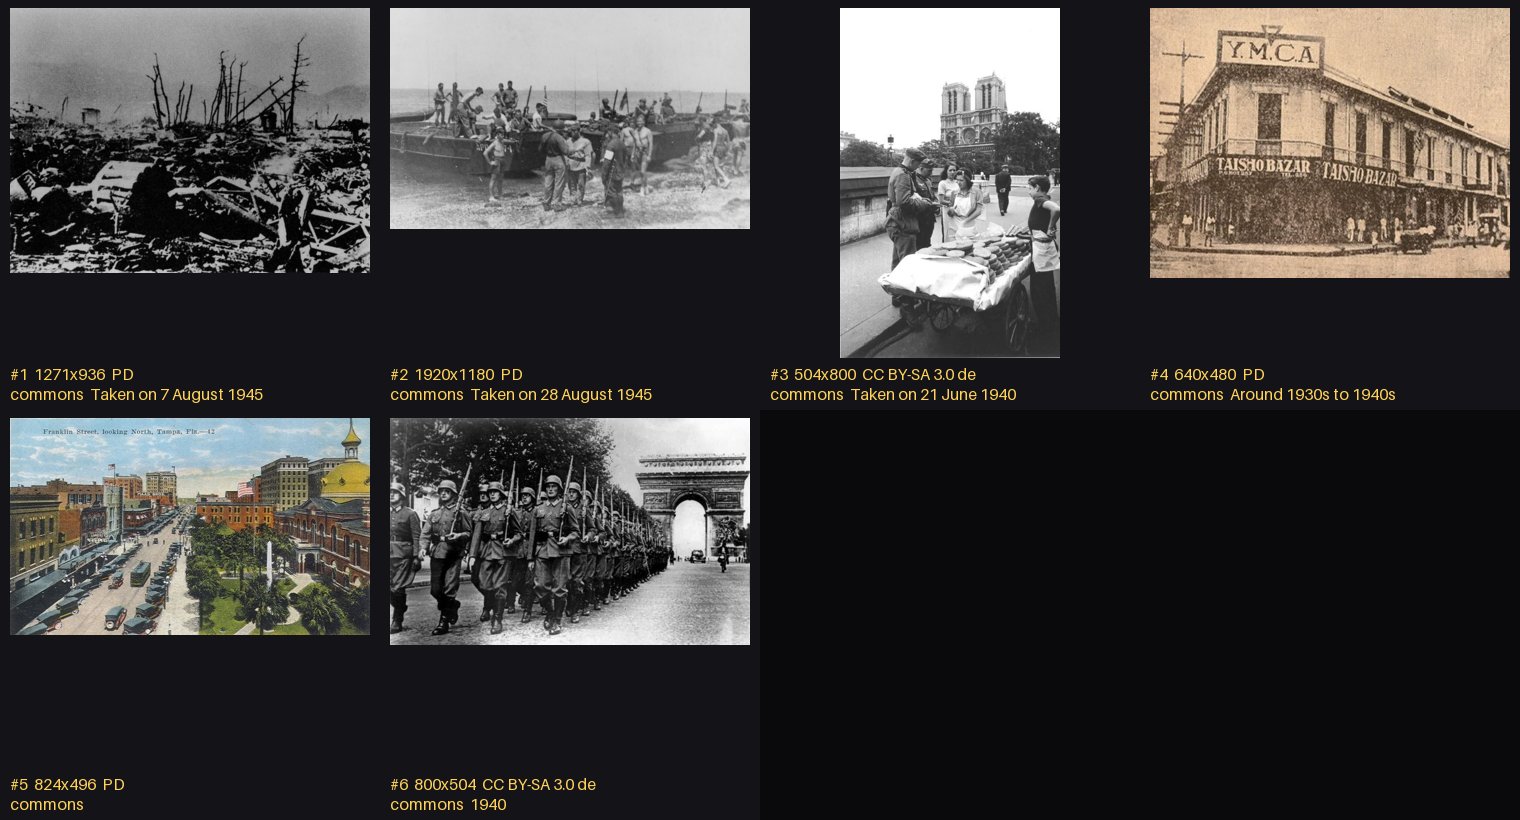 Y.M.C.A.
TAISHO BAZAR
TAISHO BAZAR
#1 1271x936 PD
commons Taken on 7 August 1945
#2 1920x1180 PD
commons Taken on 28 August 1945
#3 504x800 CC BY-SA 3.0 de
commons Taken on 21 June 1940
#4 640x480 PD
commons Around 1930s to 1940s
Franklin Street, looking North, Tampa, Fla.—42
#5 824x496 PD
commons
#6 800x504 CC BY-SA 3.0 de
commons 1940